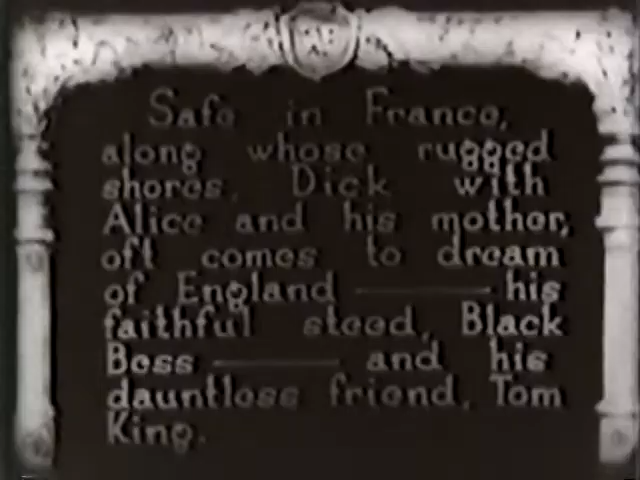 Safe in France,
along whose rugged
shores, Dick with
Alice and his mother,
oft comes to dream
of England —— his
faithful steed, Black
Bess —— and his
dauntless friend, Tom
King.